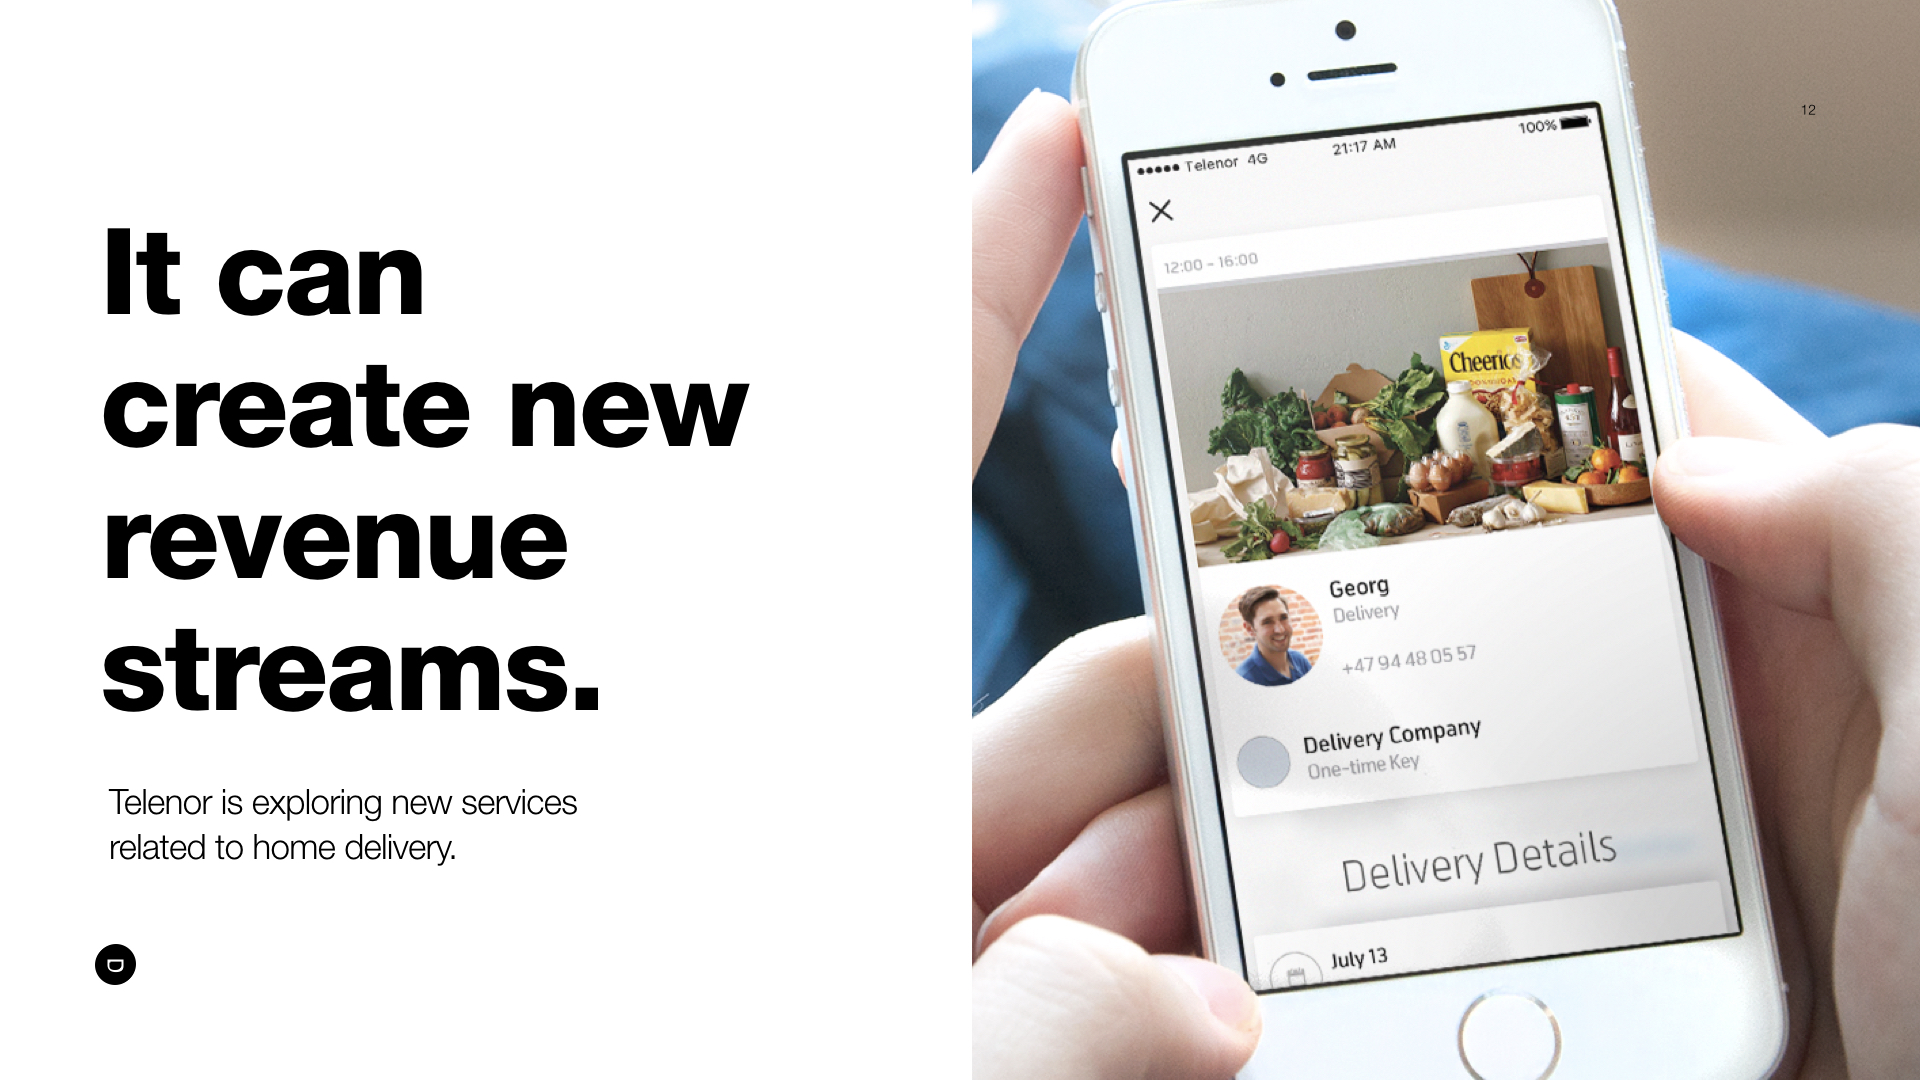 It can
create new
revenue
streams.
Telenor is exploring new services
related to home delivery.
D
12
Telenor 4G
21:17 AM
100%
12:00 - 16:00
Cheerios
Georg
Delivery
+47 94 48 05 57
Delivery Company
One-time Key
Delivery Details
July 13